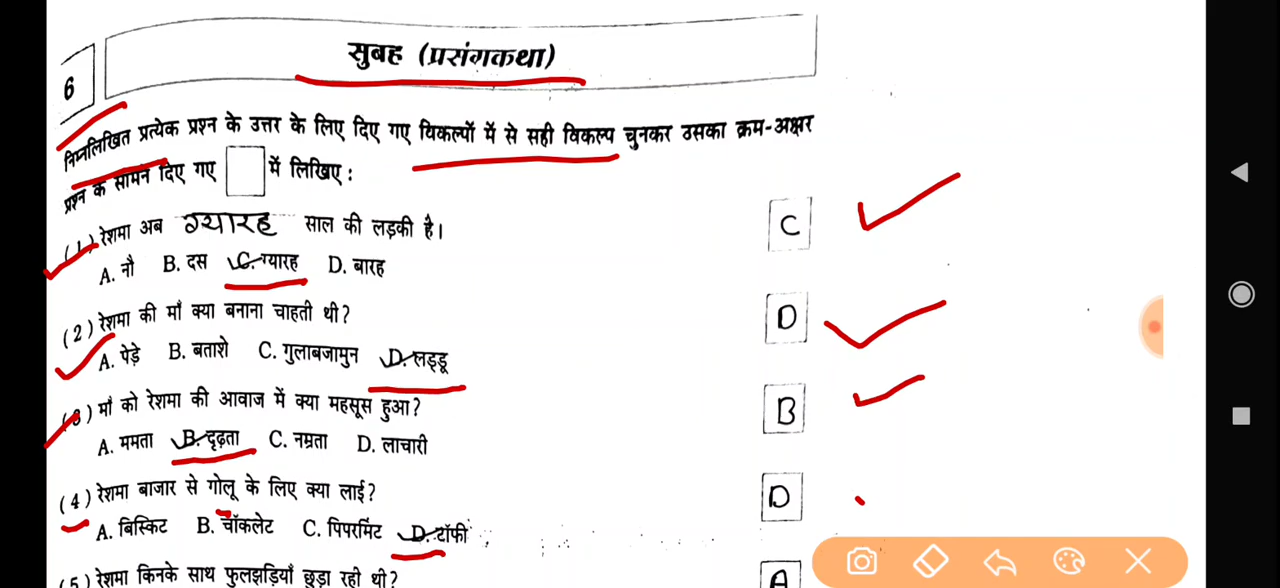 6
सुबह (प्रसंगकथा)
निम्नलिखित प्रत्येक प्रश्न के उत्तर के लिए दिए गए विकल्पों में से सही विकल्प चुनकर उसका क्रम-अक्षर
प्रश्न के सामने दिए गए में लिखिए :
(1) रेशमा अब ग्यारह साल की लड़की है। C
A. नौ B. दस C. ग्यारह D. बारह
(2) रेशमा की माँ क्या बनाना चाहती थी? D
A. पेड़े B. बताशे C. गुलाबजामुन D. लड्डू
(3) माँ को रेशमा की आवाज में क्या महसूस हुआ? B
A. ममता B. दृढ़ता C. नम्रता D. लाचारी
(4) रेशमा बाजार से गोलू के लिए क्या लाई? D
A. बिस्किट B. चॉकलेट C. पिपरमिंट D. टॉफी
(5) रेशमा किनके साथ फुलझड़ियाँ छुड़ा रही थी? A